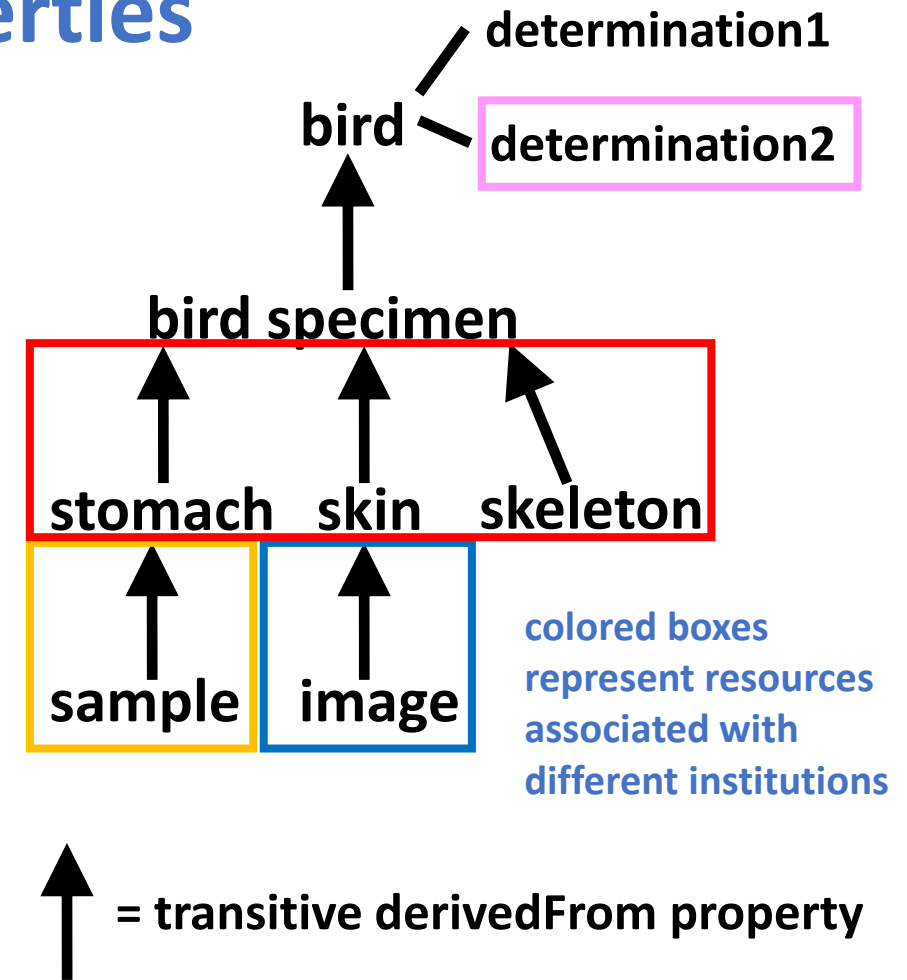 determination1
bird
determination2
bird specimen
stomach skin skeleton
sample image
colored boxes
represent resources
associated with
different institutions
= transitive derivedFrom property